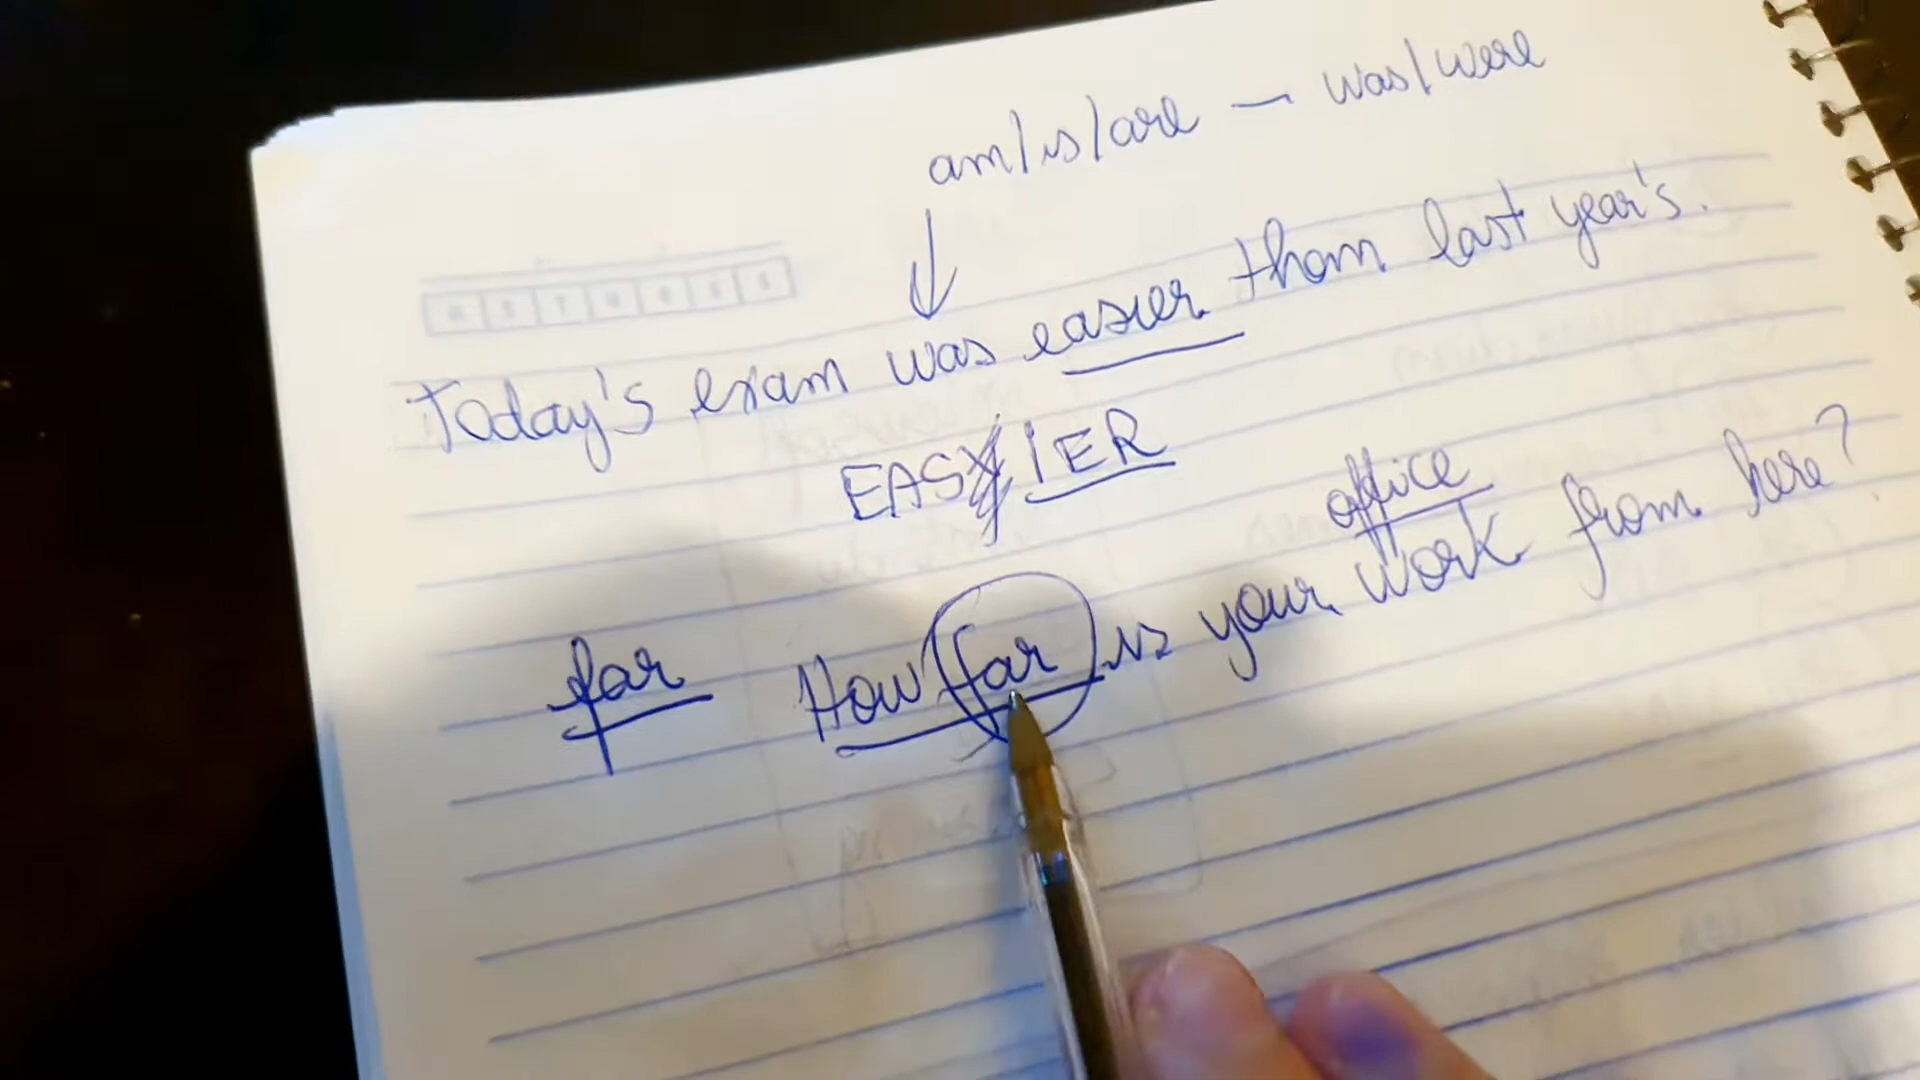 am/is/are — was/were
Today's exam was easier than last year's.
EASYIER
office
far How far is your work from here?